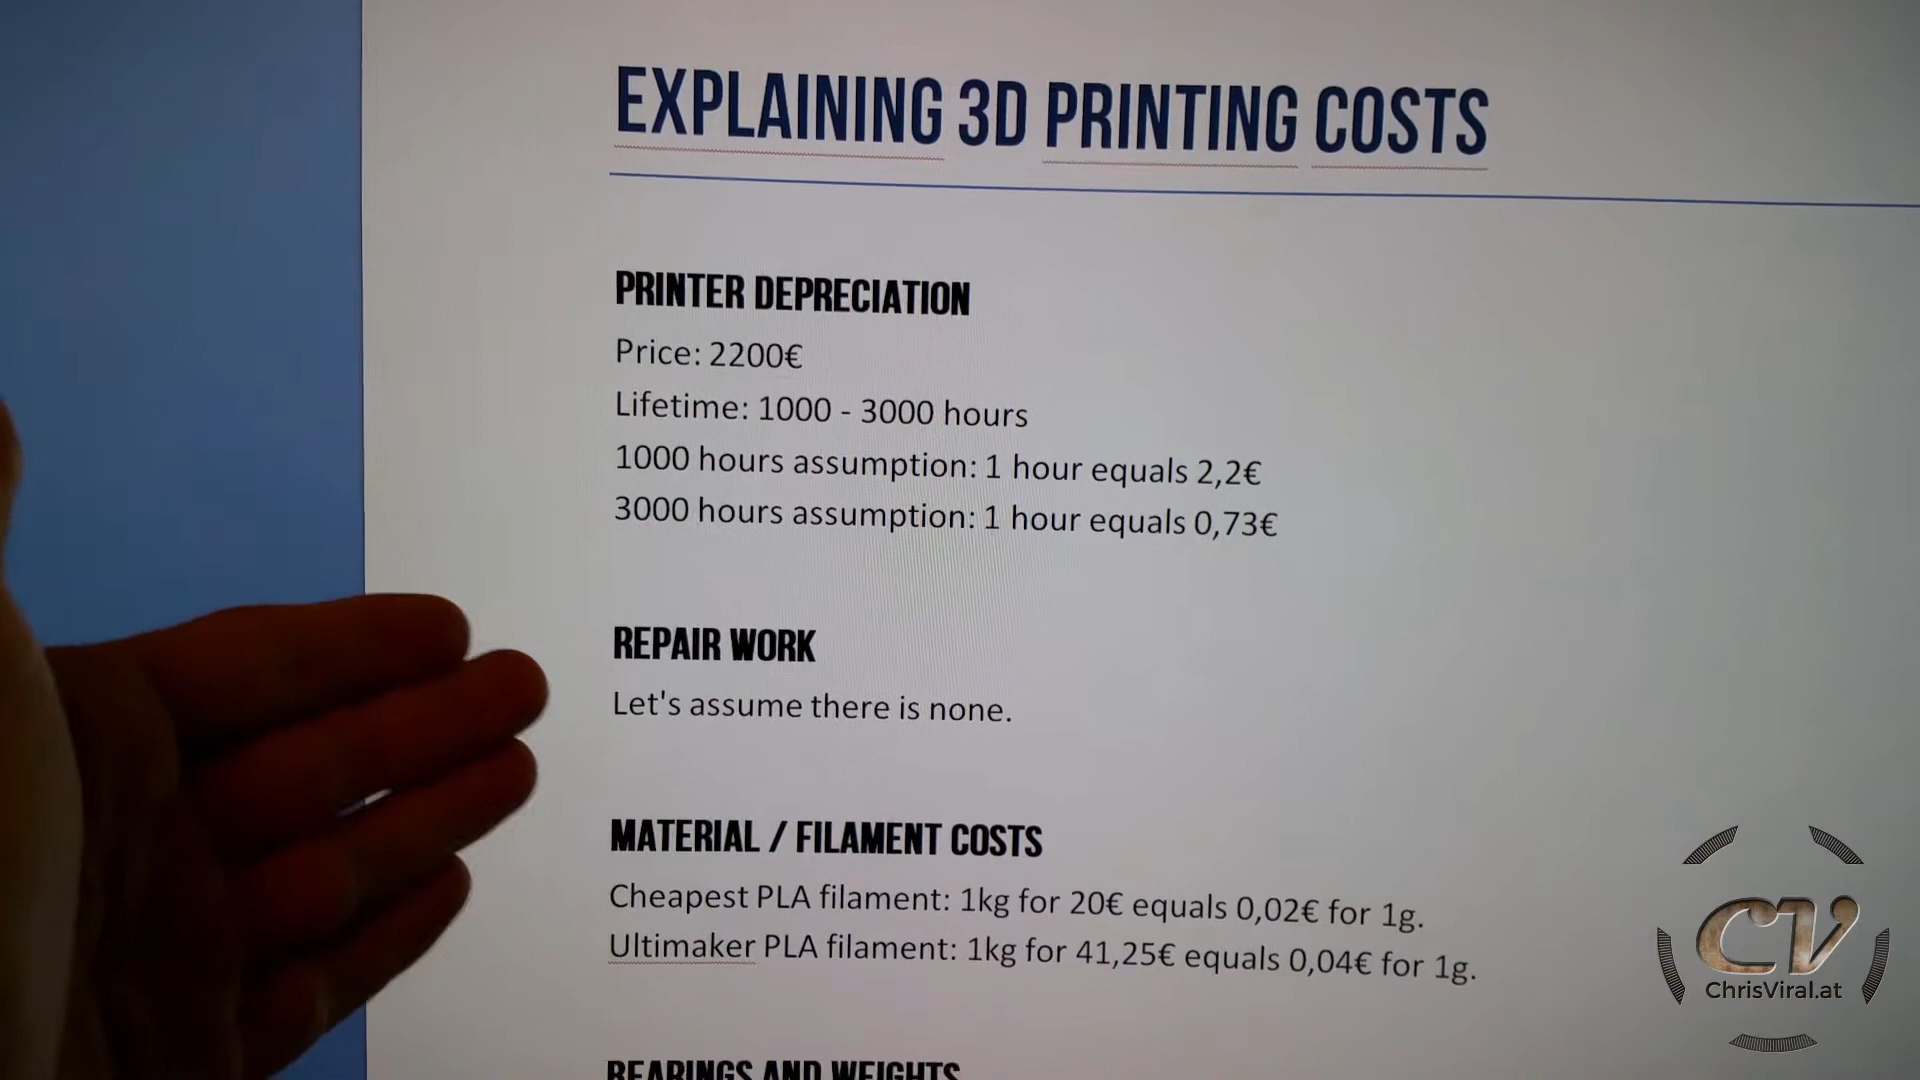 EXPLAINING 3D PRINTING COSTS
PRINTER DEPRECIATION
Price: 2200€
Lifetime: 1000 - 3000 hours
1000 hours assumption: 1 hour equals 2,2€
3000 hours assumption: 1 hour equals 0,73€
REPAIR WORK
Let's assume there is none.
MATERIAL / FILAMENT COSTS
Cheapest PLA filament: 1kg for 20€ equals 0,02€ for 1g.
Ultimaker PLA filament: 1kg for 41,25€ equals 0,04€ for 1g.
BEARINGS AND WEIGHTS
CV
ChrisViral.at